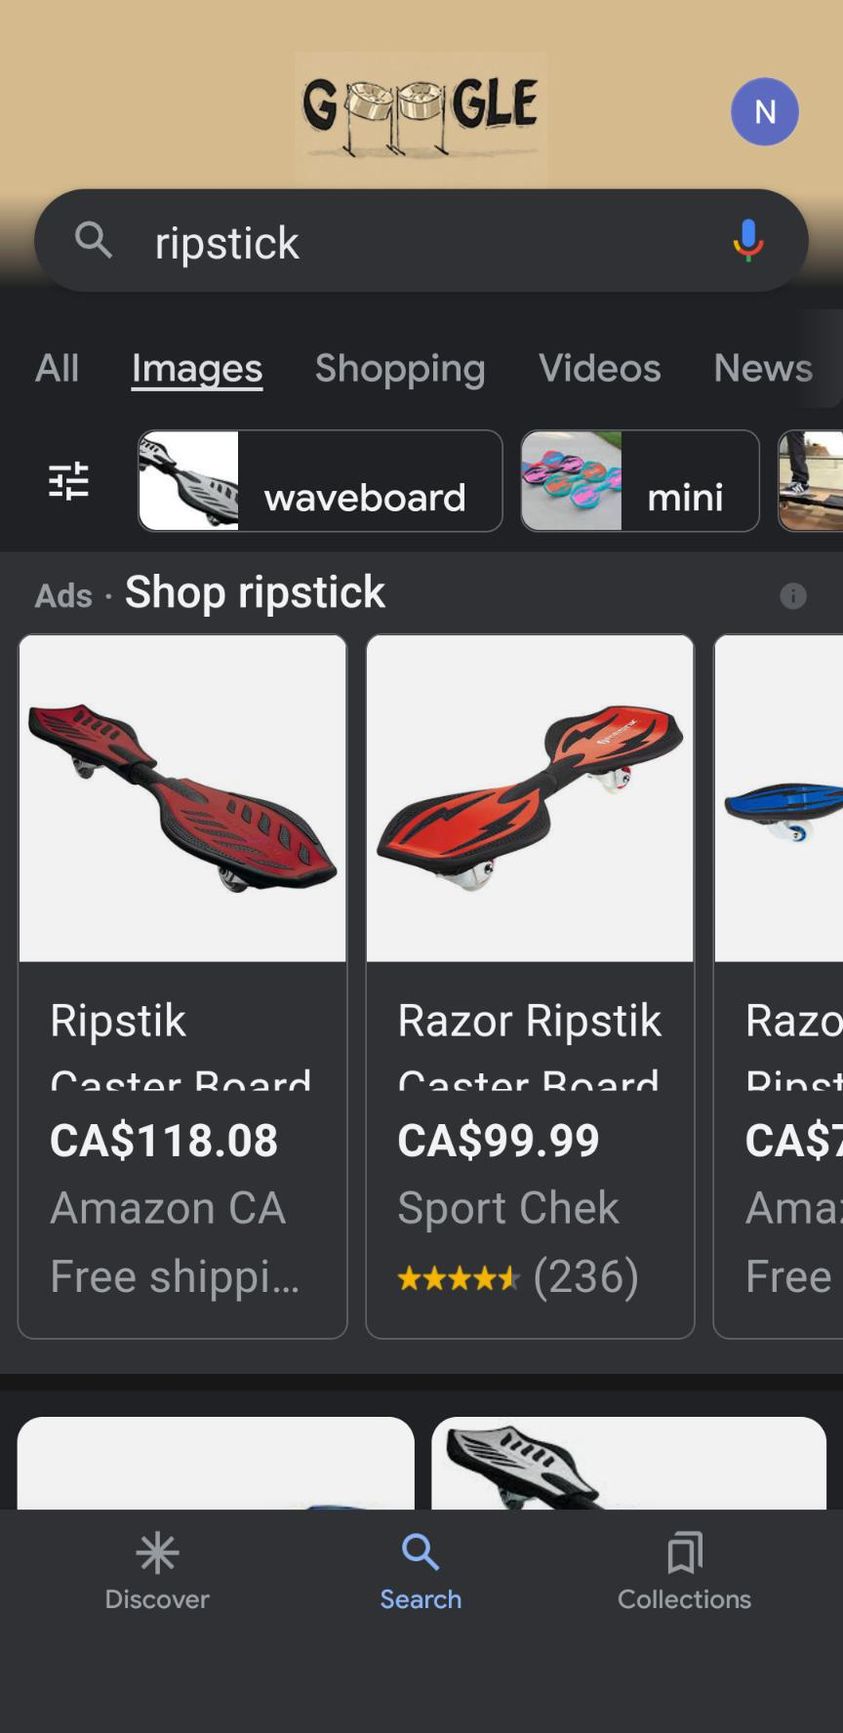 GOOGLE
N
ripstick
All Images Shopping Videos News
waveboard mini
Ads · Shop ripstick
Ripstik
Caster Board
CA$118.08
Amazon CA
Free shippi...
Razor Ripstik
Caster Board
CA$99.99
Sport Chek
(236)
Razo
Ripst
CA$7
Amaz
Free
Discover Search Collections